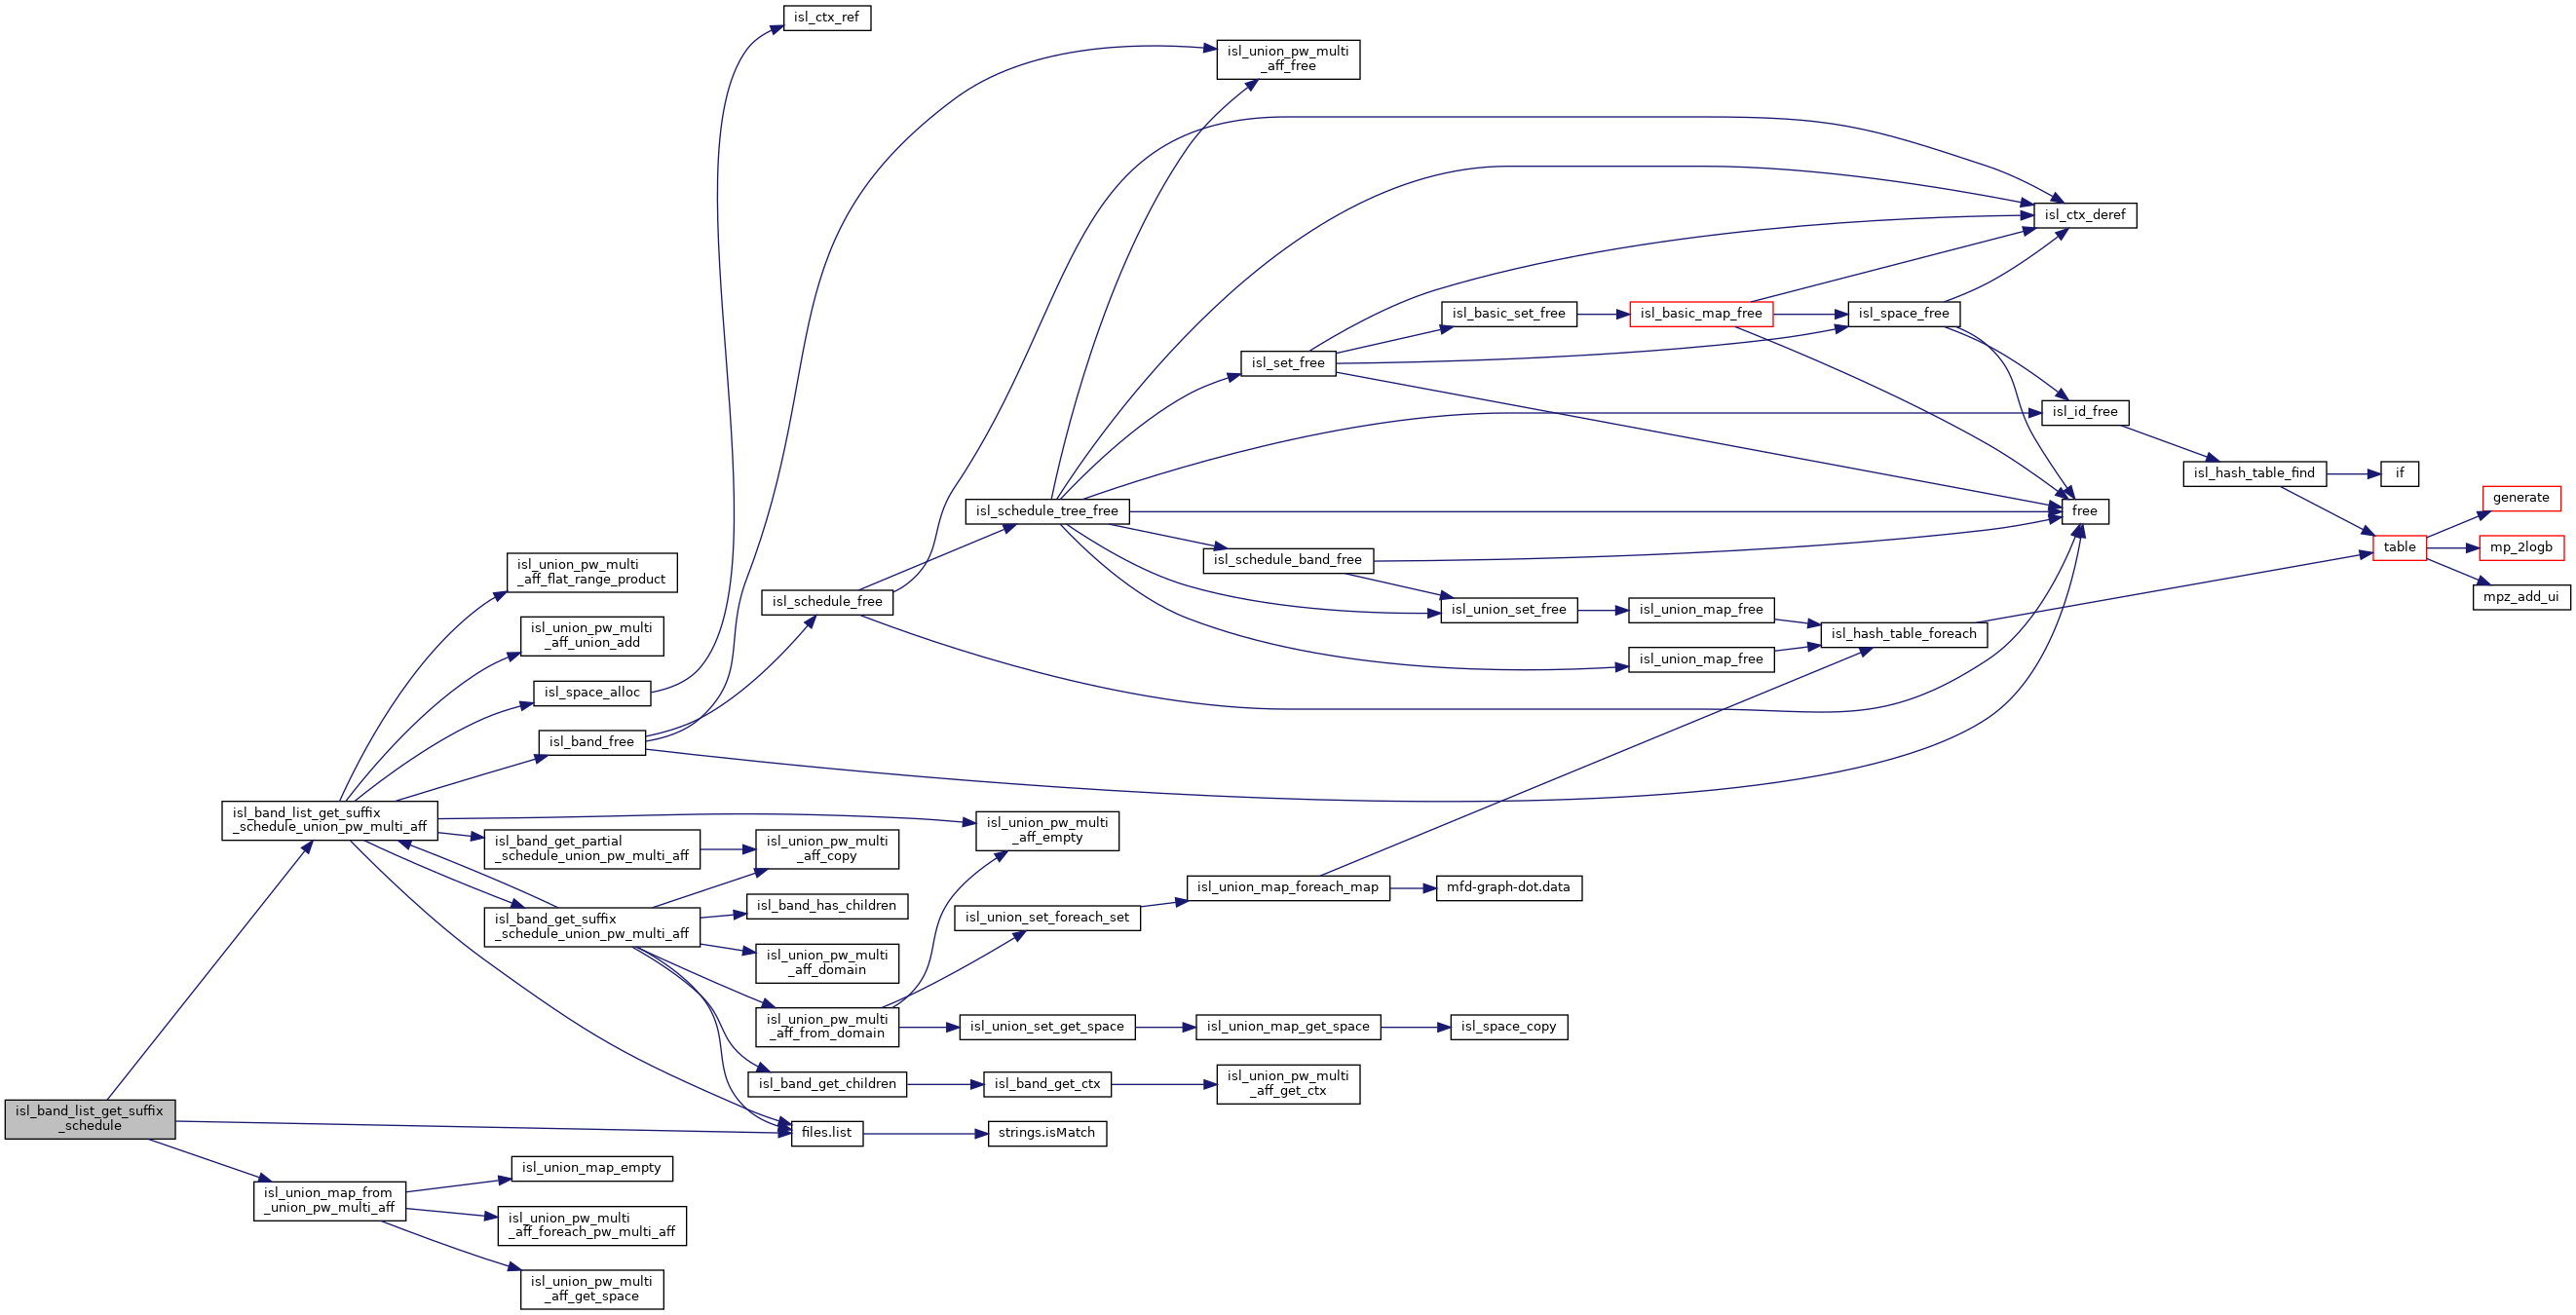 isl_ctx_ref
isl_union_pw_multi
_aff_free
isl_ctx_deref
isl_basic_set_free
isl_basic_map_free
isl_space_free
isl_set_free
isl_id_free
isl_hash_table_find
if
generate
isl_schedule_tree_free
free
table
mp_2logb
isl_schedule_band_free
isl_union_pw_multi
_aff_flat_range_product
mpz_add_ui
isl_schedule_free
isl_union_set_free
isl_union_map_free
isl_hash_table_foreach
isl_union_pw_multi
_aff_union_add
isl_union_map_free
isl_space_alloc
isl_band_free
isl_band_list_get_suffix
_schedule_union_pw_multi_aff
isl_union_pw_multi
_aff_empty
isl_band_get_partial
_schedule_union_pw_multi_aff
isl_union_pw_multi
_aff_copy
isl_union_map_foreach_map
mfd-graph-dot.data
isl_band_has_children
isl_union_set_foreach_set
isl_band_get_suffix
_schedule_union_pw_multi_aff
isl_union_pw_multi
_aff_domain
isl_union_pw_multi
_aff_from_domain
isl_union_set_get_space
isl_union_map_get_space
isl_space_copy
isl_band_get_children
isl_band_get_ctx
isl_union_pw_multi
_aff_get_ctx
isl_band_list_get_suffix
_schedule
files.list
strings.isMatch
isl_union_map_empty
isl_union_map_from
_union_pw_multi_aff
isl_union_pw_multi
_aff_foreach_pw_multi_aff
isl_union_pw_multi
_aff_get_space